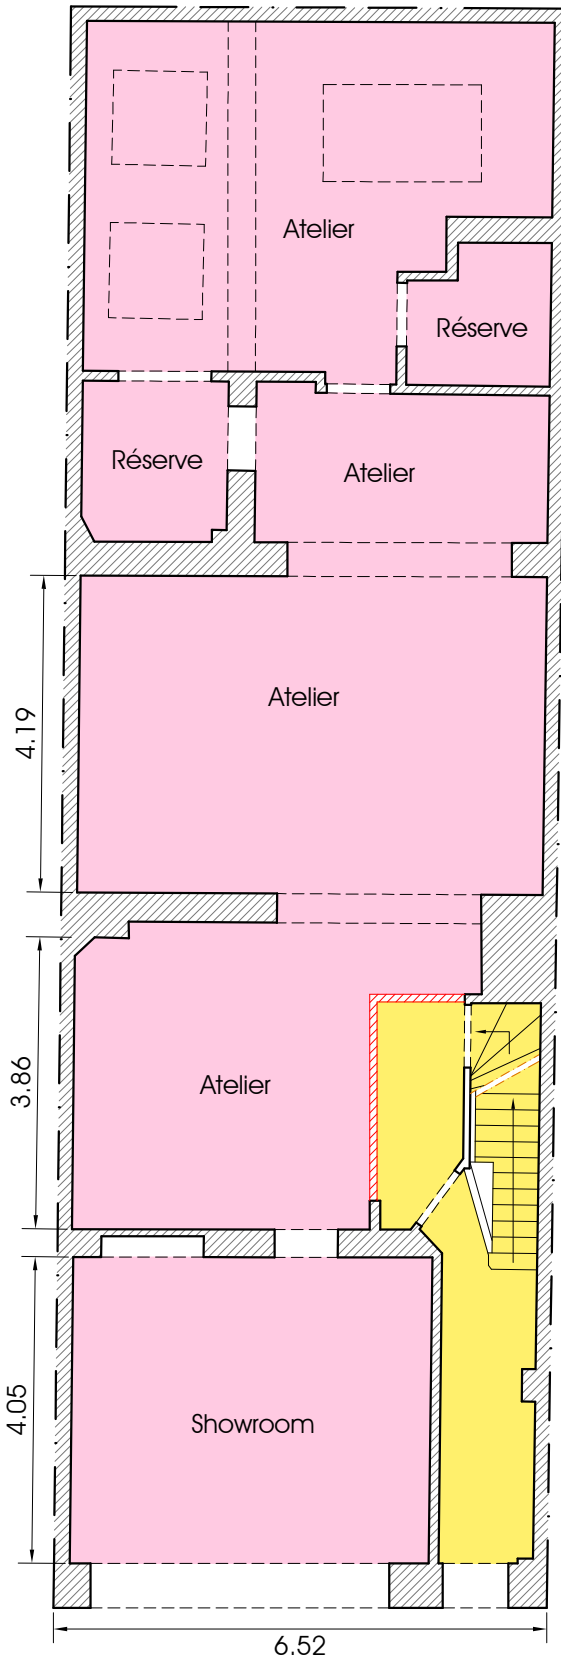 Atelier
Réserve
Réserve
Atelier
Atelier
4.19
Atelier
3.86
Showroom
4.05
6.52